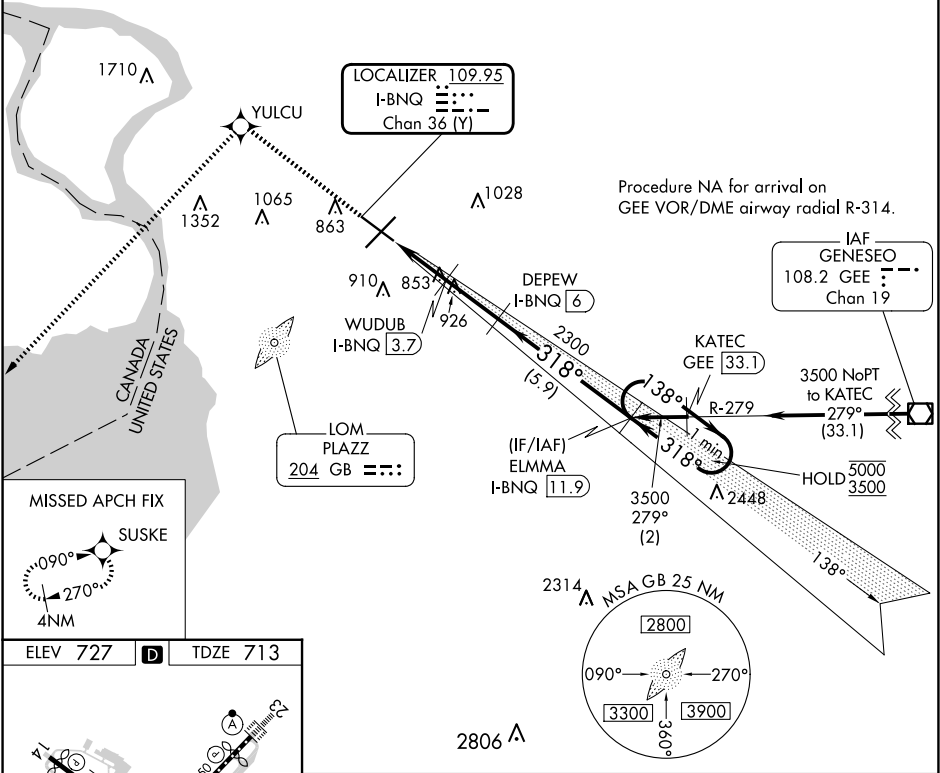 1710
YULCU
LOCALIZER 109.95
I-BNQ
Chan 36 (Y)
1352
1065
863
1028
Procedure NA for arrival on
GEE VOR/DME airway radial R-314.
IAF
GENESEO
108.2 GEE
Chan 19
910
853
926
WUDUB
I-BNQ 3.7
DEPEW
I-BNQ 6
2300
318°
(5.9)
KATEC
GEE 33.1
138°
R-279
3500 NoPT
to KATEC
279°
(33.1)
1 min
318°
(IF/IAF)
ELMMA
I-BNQ 11.9
HOLD 5000
3500
3500
279°
(2)
2448
138°
CANADA
UNITED STATES
LOM
PLAZZ
204 GB
MISSED APCH FIX
SUSKE
090°
270°
4NM
2314
MSA GB 25 NM
2800
090°
270°
3300
3900
360°
2806
ELEV 727 D TDZE 713
14
A
23
P
P
50